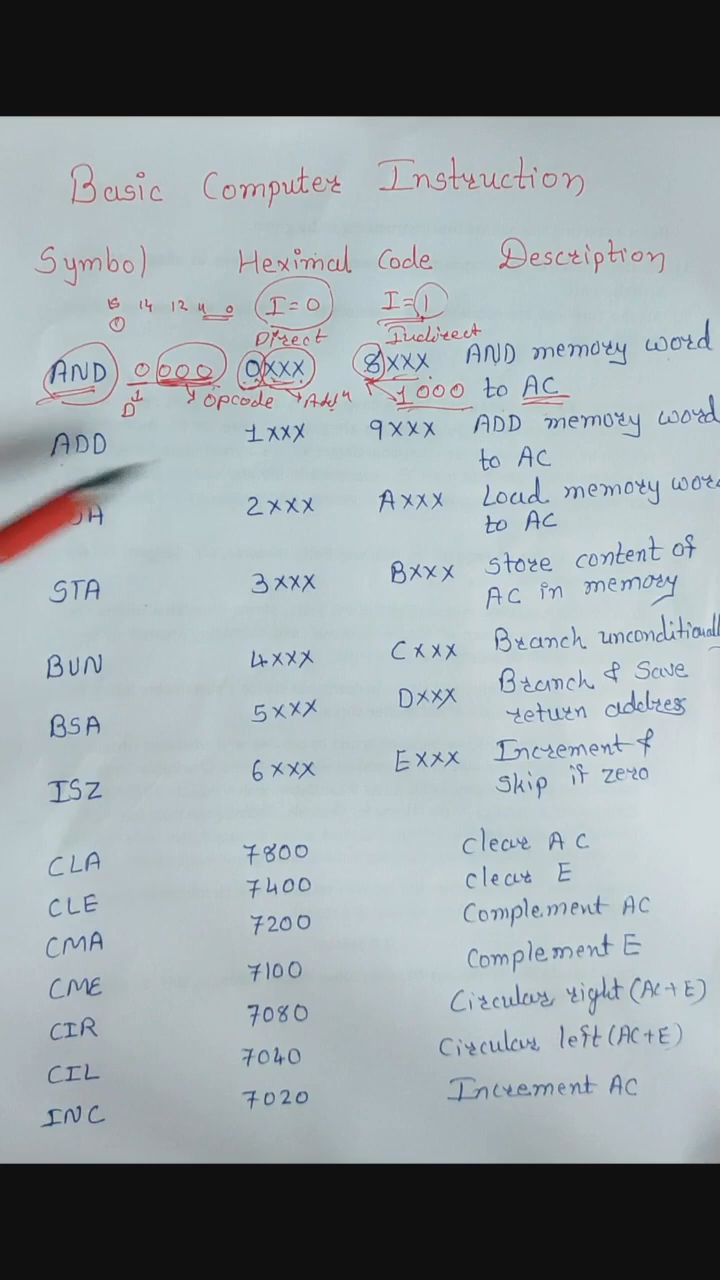 Basic Computer Instruction
Symbol Heximal Code Description
15 14 12 11 0 I=0 I=1
1 Direct Indirect
AND 0 000 0xxx 8xxx AND memory word
D opcode 1000 to AC
ADD 1xxx 9xxx ADD memory word
to AC
2xxx Axxx Load memory
to AC
STA 3xxx Bxxx Store content of
AC in memory
BUN 4xxx Cxxx Branch unconditionall
BSA 5xxx Dxxx Branch & Save
return address
ISZ 6xxx Exxx Increment &
Skip if zero
CLA 7800 Clear AC
CLE 7400 Clear E
CMA 7200 Complement AC
CME 7100 Complement E
CIR 7080 Circular right (AC+E)
CIL 7040 Circular left (AC+E)
INC 7020 Increment AC